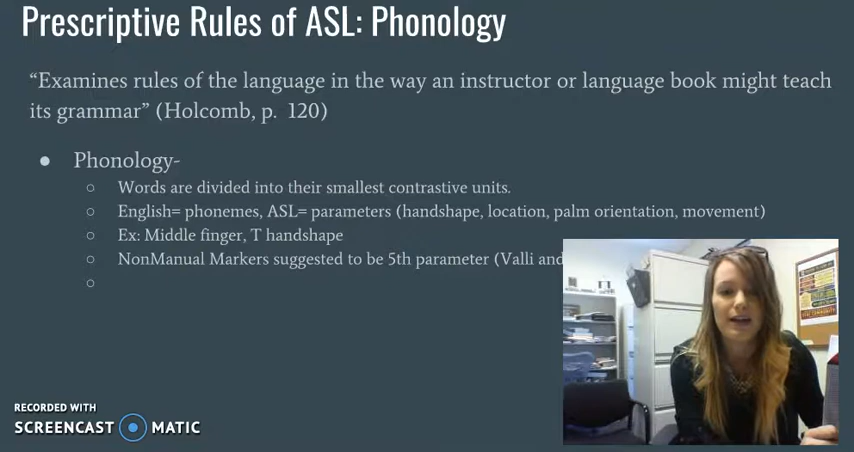 Prescriptive Rules of ASL: Phonology
“Examines rules of the language in the way an instructor or language book might teach
its grammar” (Holcomb, p. 120)
● Phonology-
○ Words are divided into their smallest contrastive units.
○ English= phonemes, ASL= parameters (handshape, location, palm orientation, movement)
○ Ex: Middle finger, T handshape
○ NonManual Markers suggested to be 5th parameter (Valli and
○
RECORDED WITH
SCREENCAST MATIC